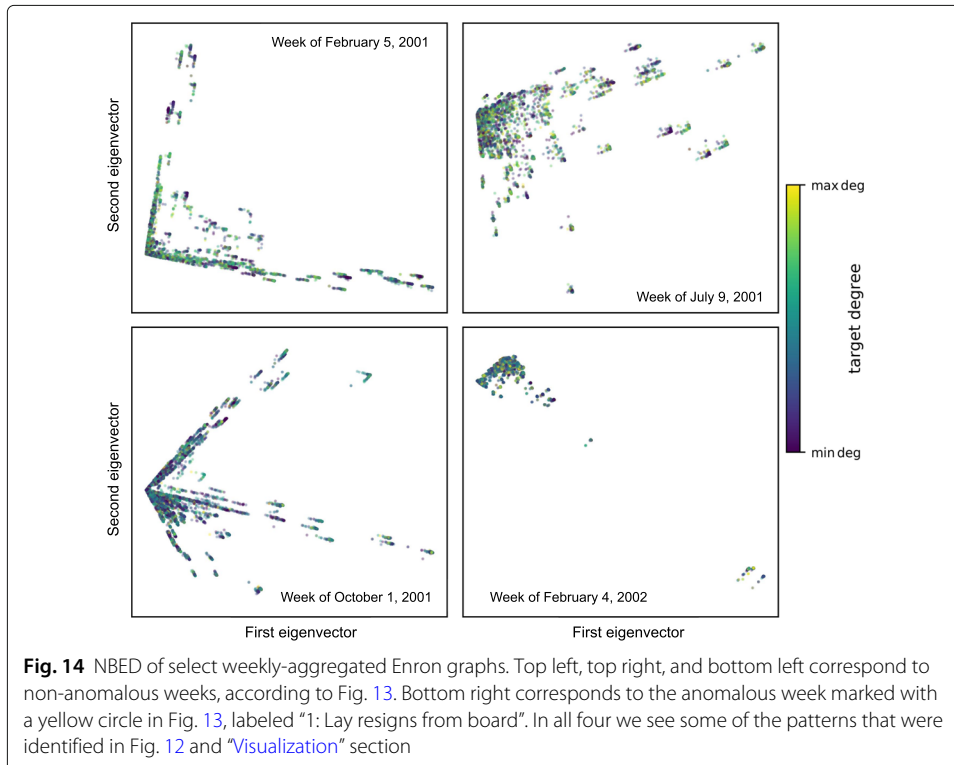 Week of February 5, 2001
Second eigenvector
Week of July 9, 2001
max deg
target degree
min deg
Second eigenvector
Week of October 1, 2001
Week of February 4, 2002
First eigenvector
First eigenvector
Fig. 14 NBED of select weekly-aggregated Enron graphs. Top left, top right, and bottom left correspond to
non-anomalous weeks, according to Fig. 13. Bottom right corresponds to the anomalous week marked with
a yellow circle in Fig. 13, labeled “1: Lay resigns from board”. In all four we see some of the patterns that were
identified in Fig. 12 and “Visualization” section